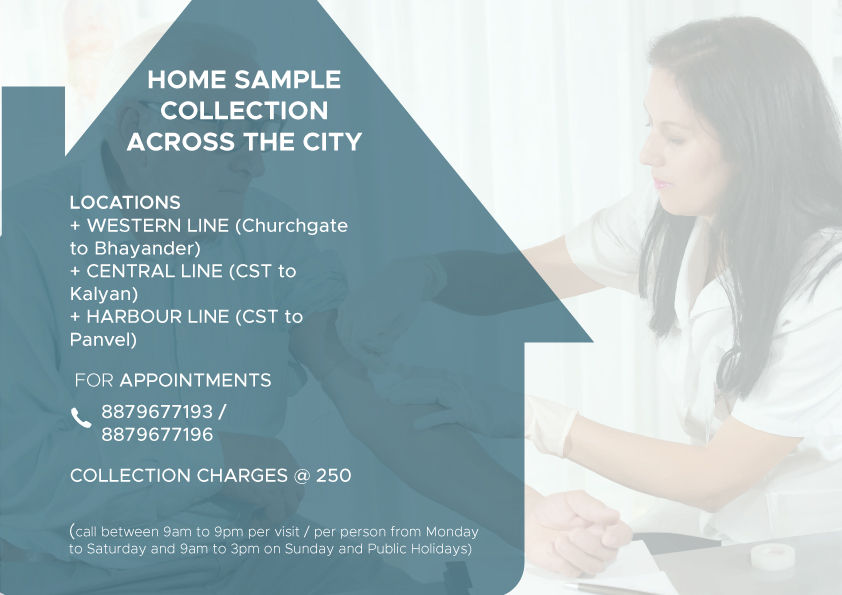 HOME SAMPLE
COLLECTION
ACROSS THE CITY
LOCATIONS
+ WESTERN LINE (Churchgate
to Bhayander)
+ CENTRAL LINE (CST to
Kalyan)
+ HARBOUR LINE (CST to
Panvel)
FOR APPOINTMENTS
8879677193 /
8879677196
COLLECTION CHARGES @ 250
(call between 9am to 9pm per visit / per person from Monday
to Saturday and 9am to 3pm on Sunday and Public Holidays)